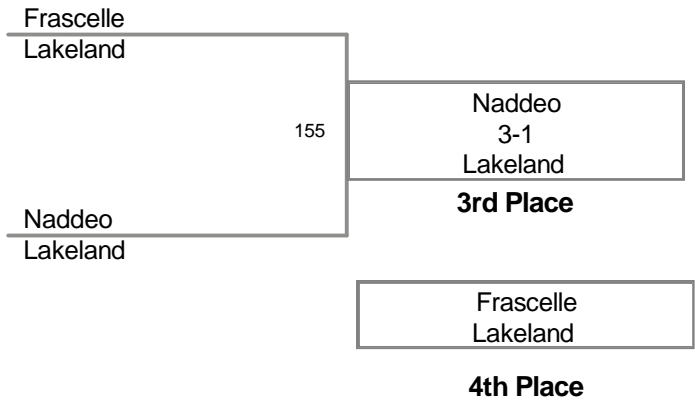 Frascelle
Lakeland
155
Naddeo
3-1
Lakeland
3rd Place
Naddeo
Lakeland
Frascelle
Lakeland
4th Place